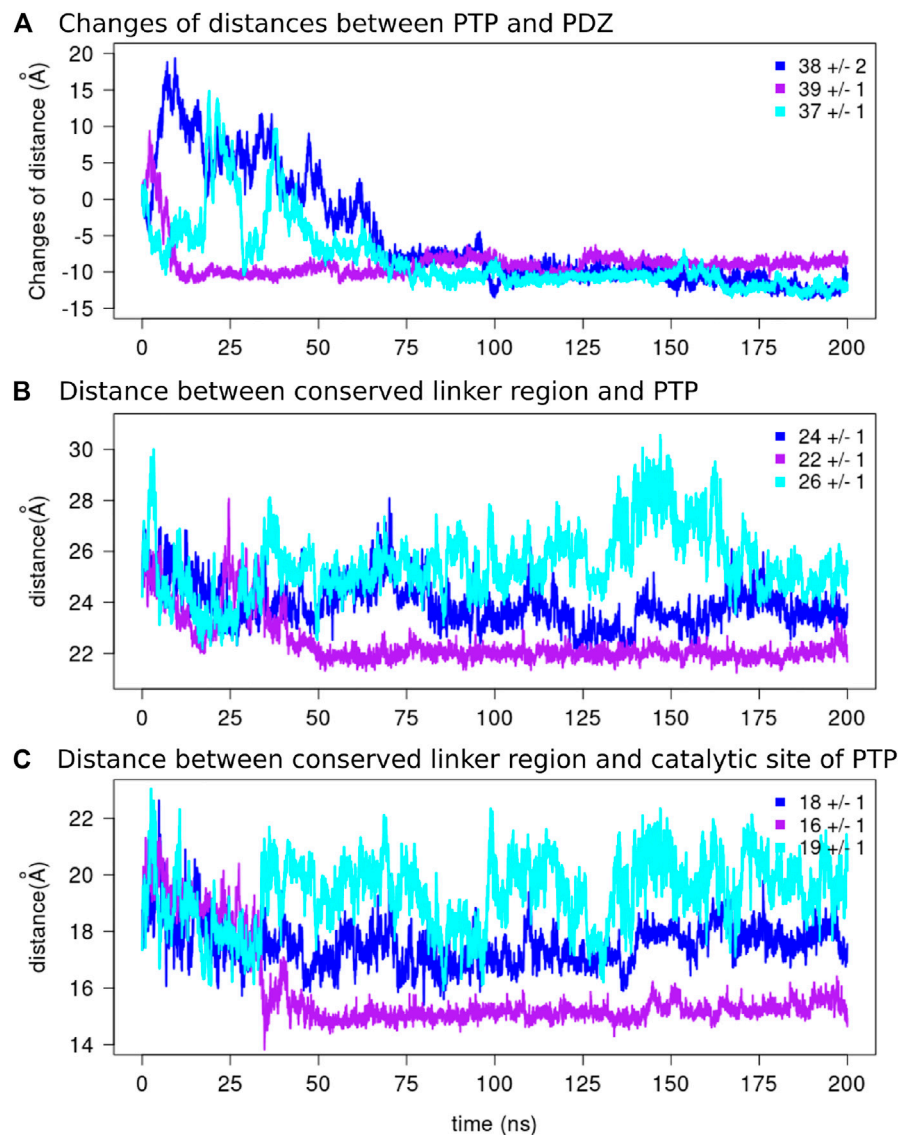 A Changes of distances between PTP and PDZ
Changes of distance (Å)
20
15
10
5
0
-5
-10
-15
38 +/- 2
39 +/- 1
37 +/- 1
0 25 50 75 100 125 150 175 200
B Distance between conserved linker region and PTP
distance(Å)
30
28
26
24
22
24 +/- 1
22 +/- 1
26 +/- 1
0 25 50 75 100 125 150 175 200
C Distance between conserved linker region and catalytic site of PTP
distance(Å)
22
20
18
16
14
18 +/- 1
16 +/- 1
19 +/- 1
0 25 50 75 100 125 150 175 200
time (ns)